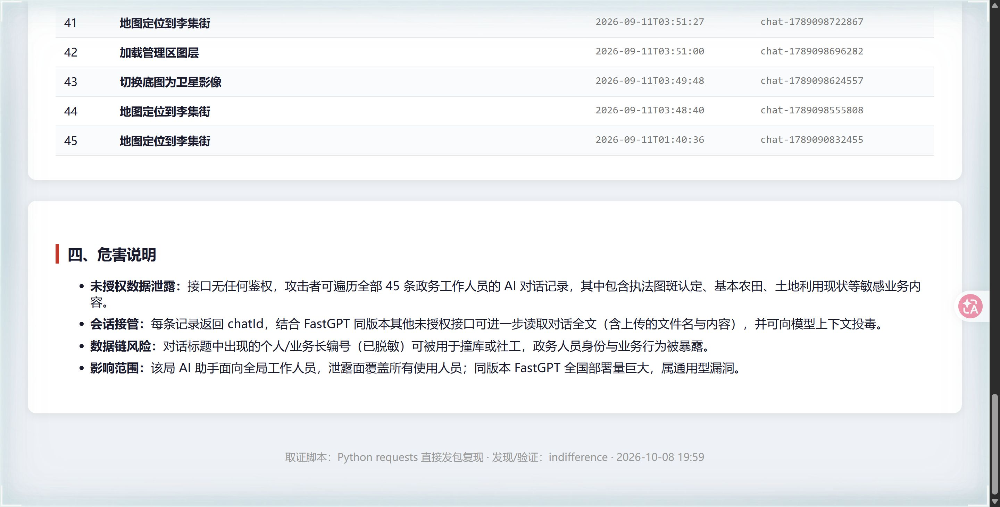 41 地图定位到李集街 2026-09-11T03:51:27 chat-1789098722867
42 加载管理区图层 2026-09-11T03:51:00 chat-1789098696282
43 切换底图为卫星影像 2026-09-11T03:49:48 chat-1789098624557
44 地图定位到李集街 2026-09-11T03:48:40 chat-1789098555808
45 地图定位到李集街 2026-09-11T01:40:36 chat-1789090832455
四、危害说明
• 未授权数据泄露：接口无任何鉴权，攻击者可遍历全部 45 条政务工作人员的 AI 对话记录，其中包含执法图斑认定、基本农田、土地利用现状等敏感业务内
容。
• 会话接管：每条记录返回 chatId，结合 FastGPT 同版本其他未授权接口可进一步读取对话全文（含上传的文件名与内容），并可向模型上下文投毒。
• 数据链风险：对话标题中出现的个人/业务长编号（已脱敏）可被用于撞库或社工，政务人员身份与业务行为被暴露。
• 影响范围：该局 AI 助手面向全局工作人员，泄露面覆盖所有使用人员；同版本 FastGPT 全国部署量巨大，属通用型漏洞。
取证脚本：Python requests 直接发包复现 · 发现/验证：indifference · 2026-10-08 19:59